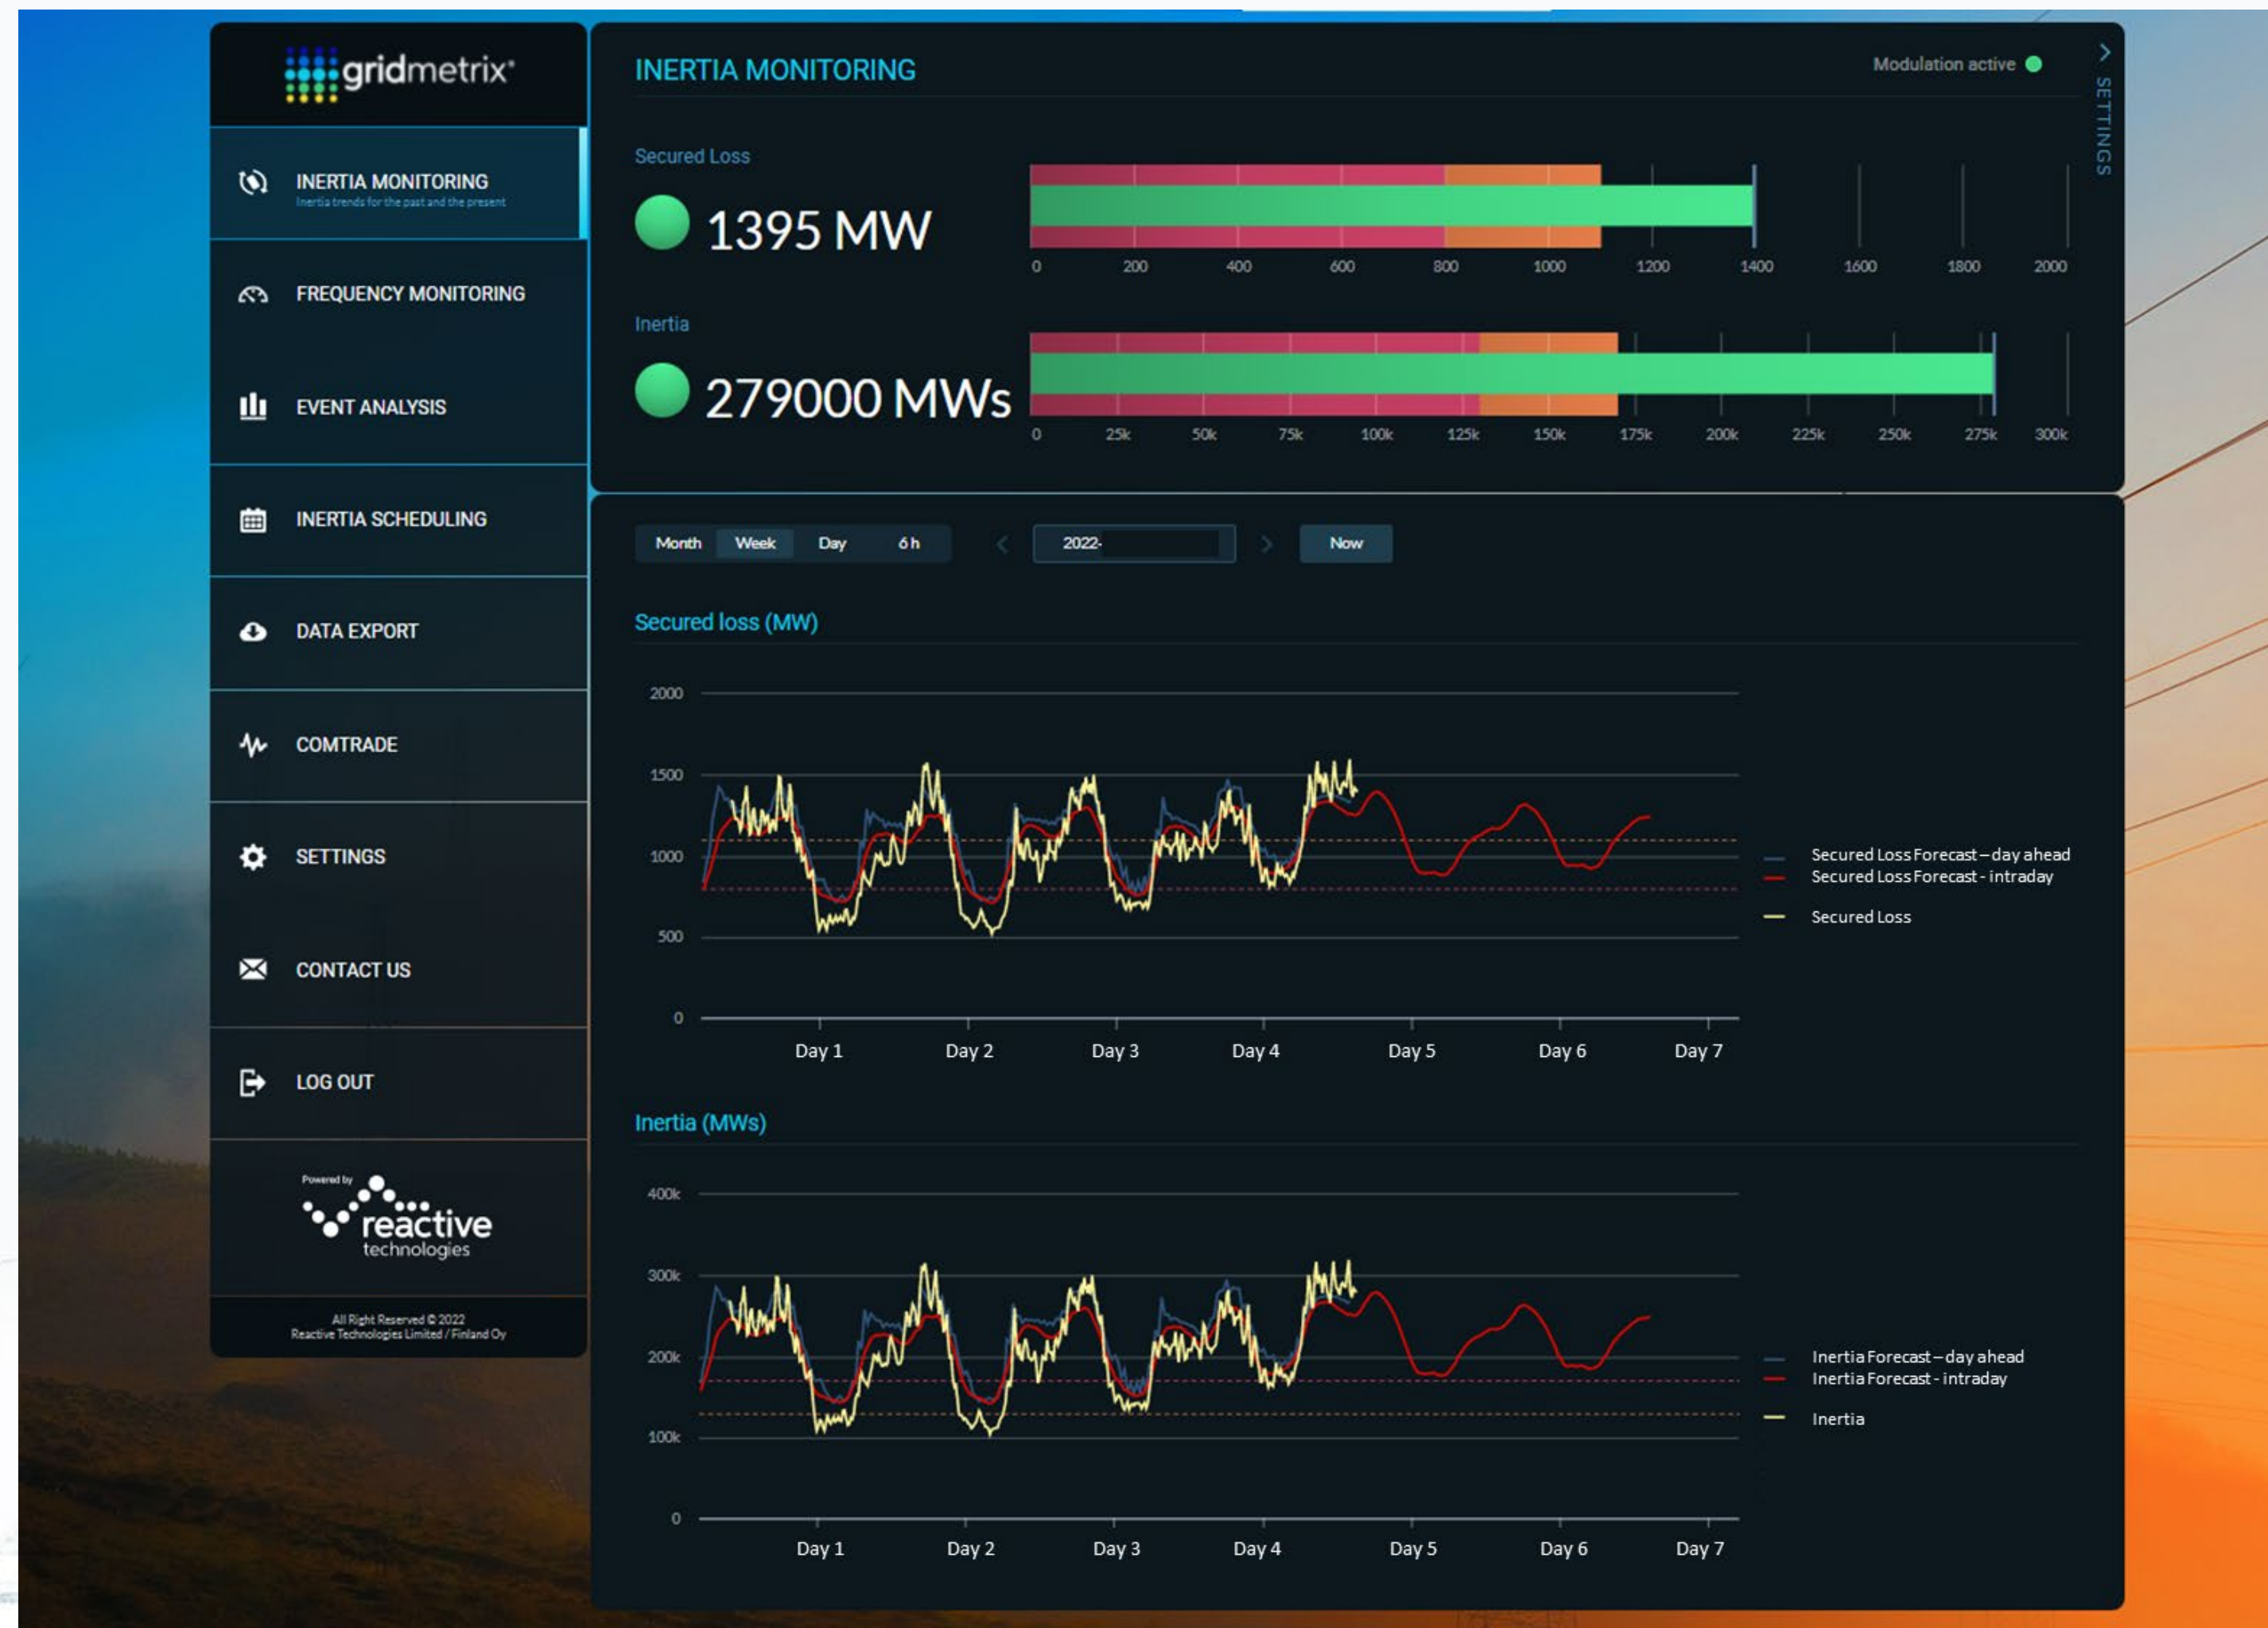 gridmetrix®
INERTIA MONITORING
Inertia trends for the past and the present
FREQUENCY MONITORING
EVENT ANALYSIS
INERTIA SCHEDULING
DATA EXPORT
COMTRADE
SETTINGS
CONTACT US
LOG OUT
Powered by
reactive
technologies
All Right Reserved © 2022
Reactive Technologies Limited / Finland Oy
INERTIA MONITORING
Modulation active
SETTINGS
Secured Loss
1395 MW
0 200 400 600 800 1000 1200 1400 1600 1800 2000
Inertia
279000 MWs
0 25k 50k 75k 100k 125k 150k 175k 200k 225k 250k 275k 300k
Month Week Day 6 h 2022- Now
Secured loss (MW)
2000
1500
1000
500
0
Day 1 Day 2 Day 3 Day 4 Day 5 Day 6 Day 7
Secured Loss Forecast – day ahead
Secured Loss Forecast - intraday
Secured Loss
Inertia (MWs)
400k
300k
200k
100k
0
Day 1 Day 2 Day 3 Day 4 Day 5 Day 6 Day 7
Inertia Forecast – day ahead
Inertia Forecast - intraday
Inertia